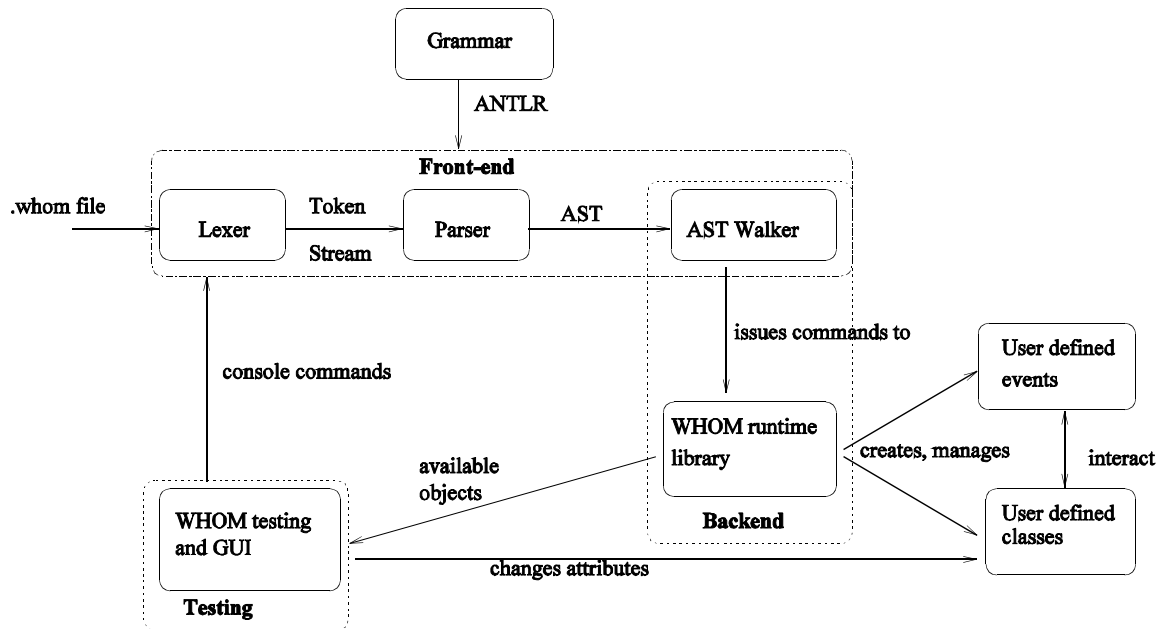 Grammar
ANTLR
Front-end
.whom file
Lexer
Token
Stream
Parser
AST
AST Walker
issues commands to
console commands
WHOM runtime
library
Backend
creates, manages
User defined
events
interact
User defined
classes
available
objects
WHOM testing
and GUI
Testing
changes attributes